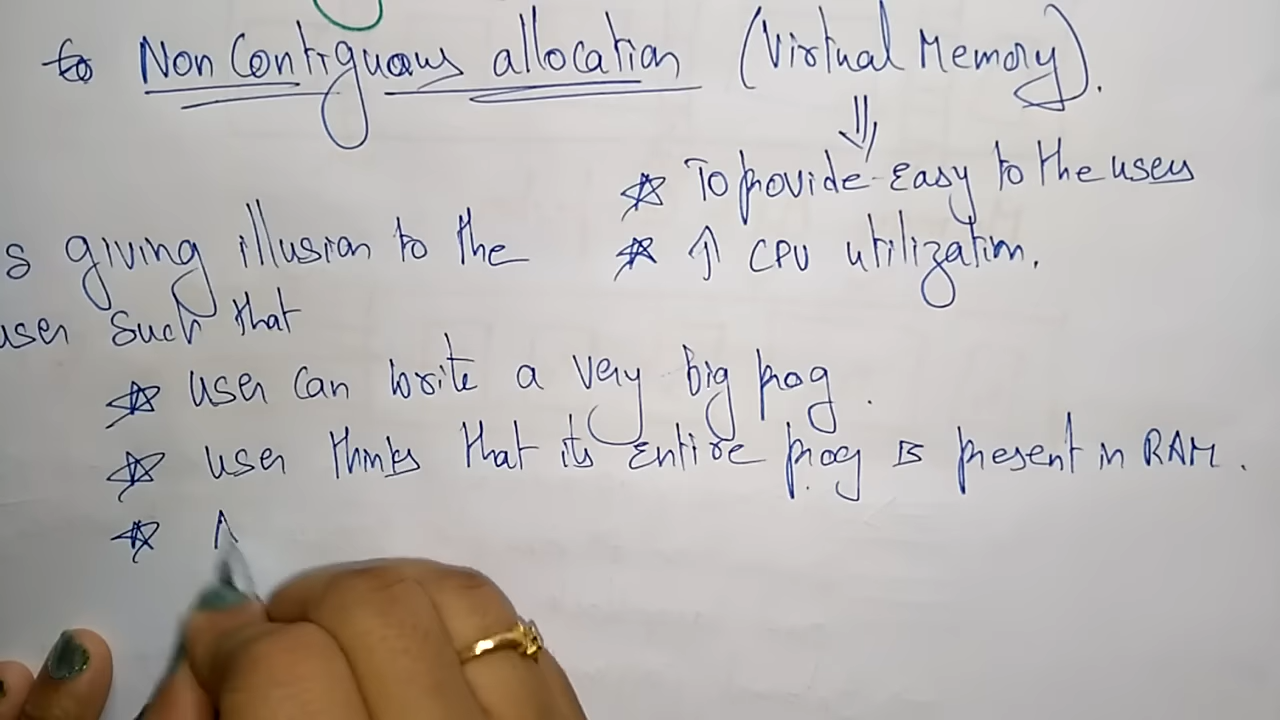 Non Contiguous allocation (Virtual Memory).
⇓
☆ To provide easy to the users
☆ ↑ CPU utilization.
s giving illusion to the
user such that
☆ user can write a very big prog.
☆ user thinks that its entire prog is present in RAM.
☆